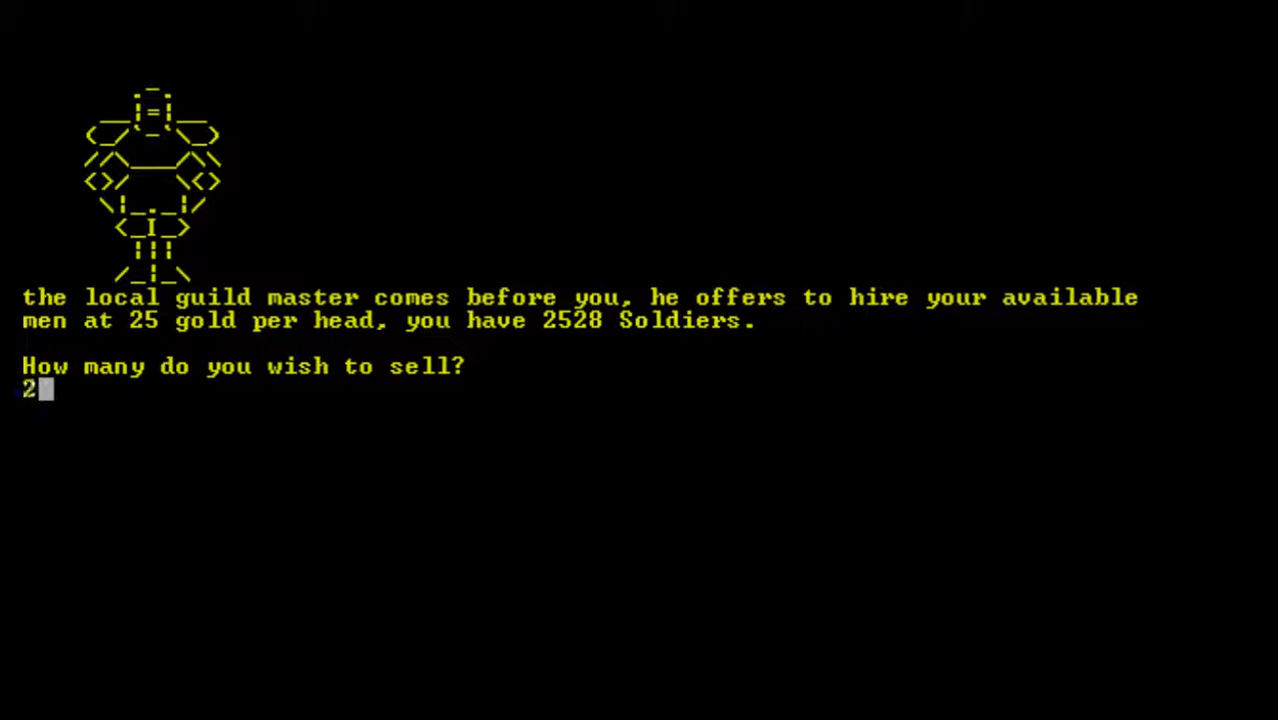 the local guild master comes before you, he offers to hire your available
men at 25 gold per head, you have 2528 Soldiers.
How many do you wish to sell?
2